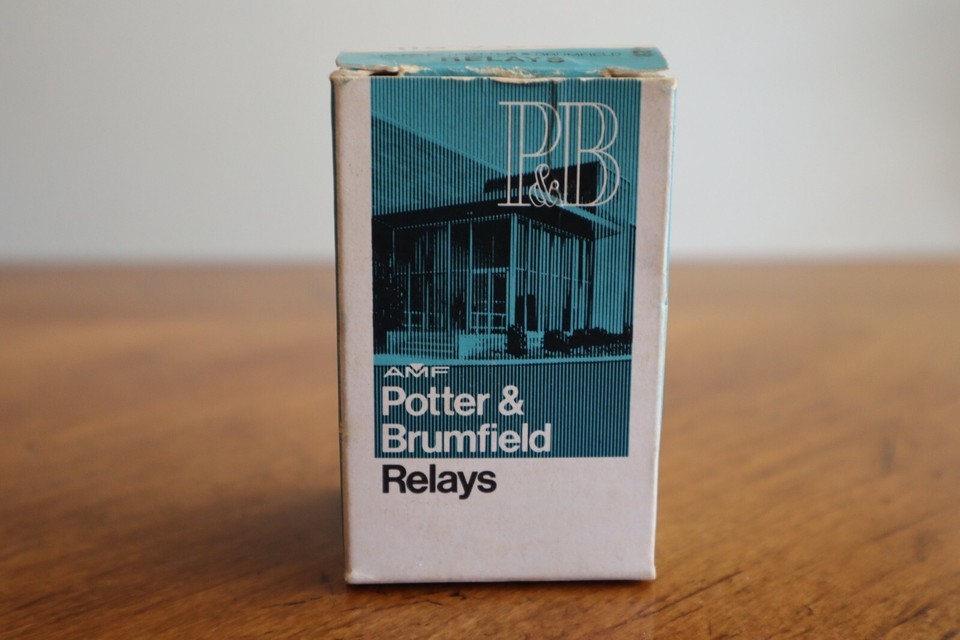 RELAYS
P&B
AMF
Potter &
Brumfield
Relays